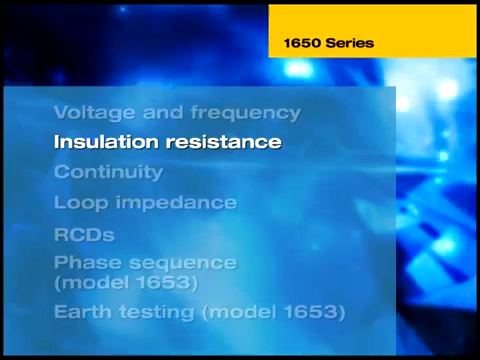 1650 Series
Voltage and frequency
Insulation resistance
Continuity
Loop impedance
RCDs
Phase sequence
(model 1653)
Earth testing (model 1653)